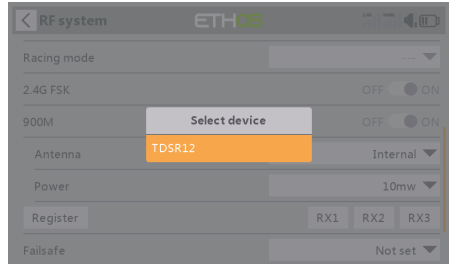 RF system
ETHOS
Racing mode
---
2.4G FSK
OFF ON
900M
OFF ON
Select device
TDSR12
Antenna
Internal
Power
10mw
Register
RX1 RX2 RX3
Failsafe
Not set